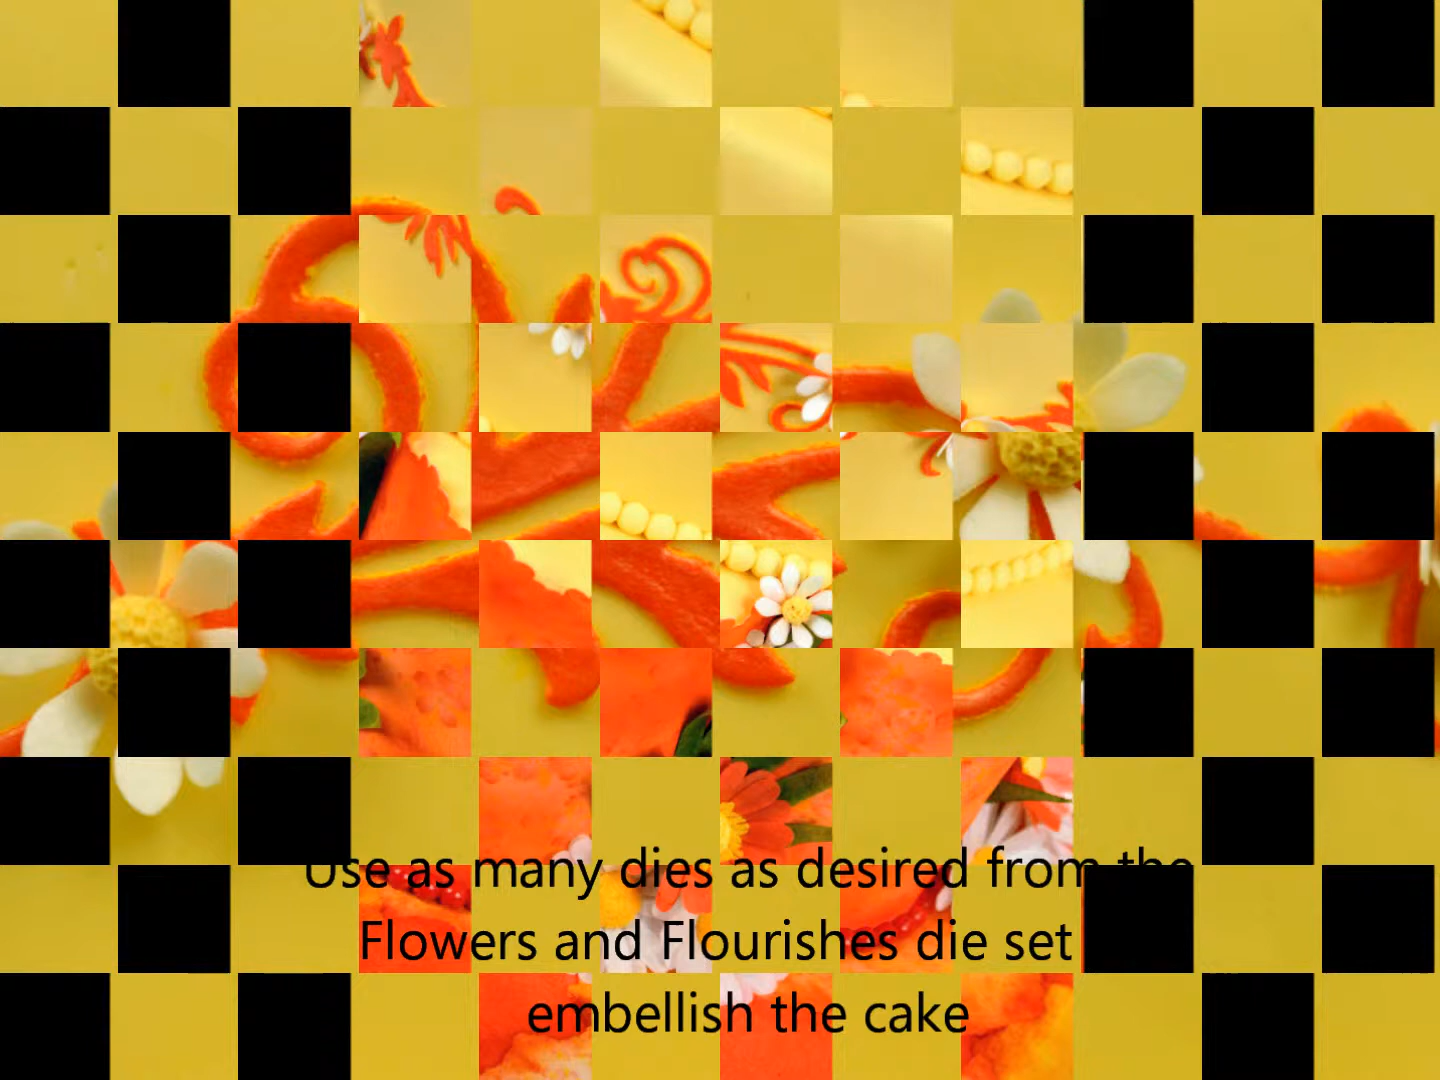 Use as many dies as desired from the
Flowers and Flourishes die set
embellish the cake